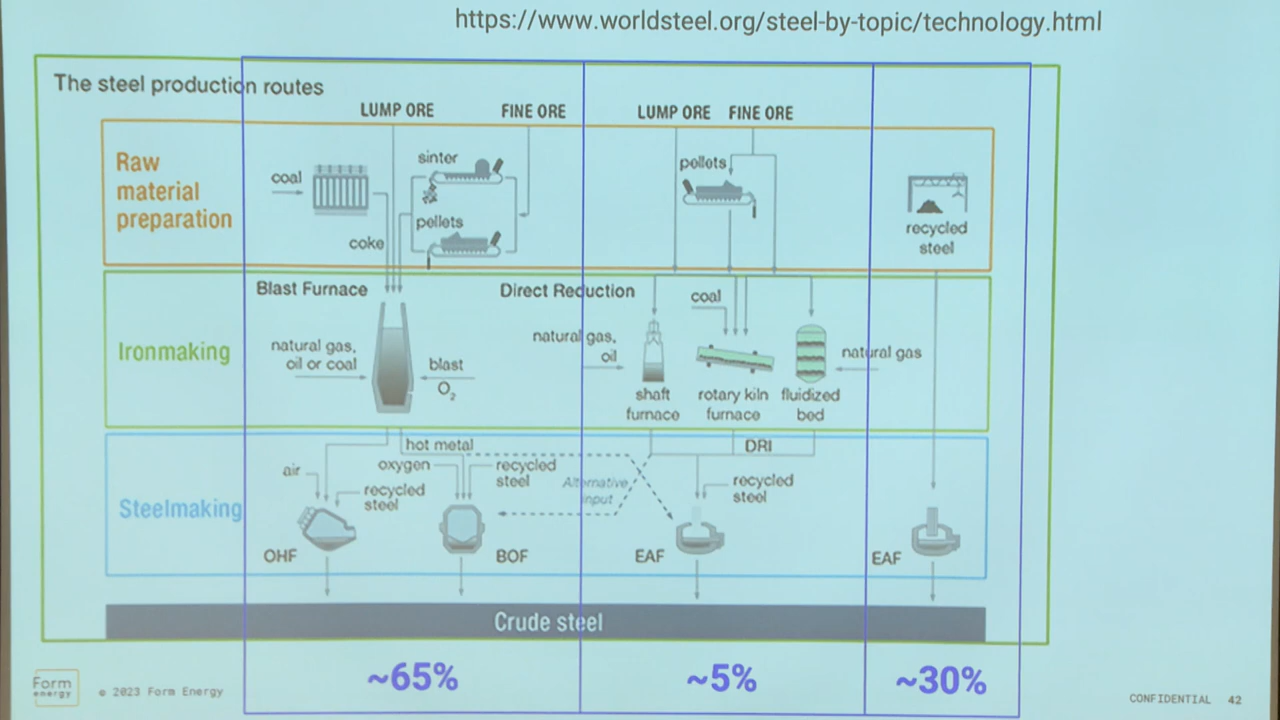 https://www.worldsteel.org/steel-by-topic/technology.html
The steel production routes
LUMP ORE
FINE ORE
LUMP ORE
FINE ORE
Raw
material
preparation
coal
sinter
pellets
coke
pellets
recycled
steel
Ironmaking
Blast Furnace
natural gas,
oil or coal
blast
O₂
Direct Reduction
natural gas,
oil
coal
natural gas
shaft
furnace
rotary kiln
furnace
fluidized
bed
Steelmaking
hot metal
air
oxygen
recycled
steel
recycled
steel
Alternative
input
DRI
recycled
steel
OHF
BOF
EAF
EAF
Crude steel
~65%
~5%
~30%
Form
energy
© 2023 Form Energy
CONFIDENTIAL 42